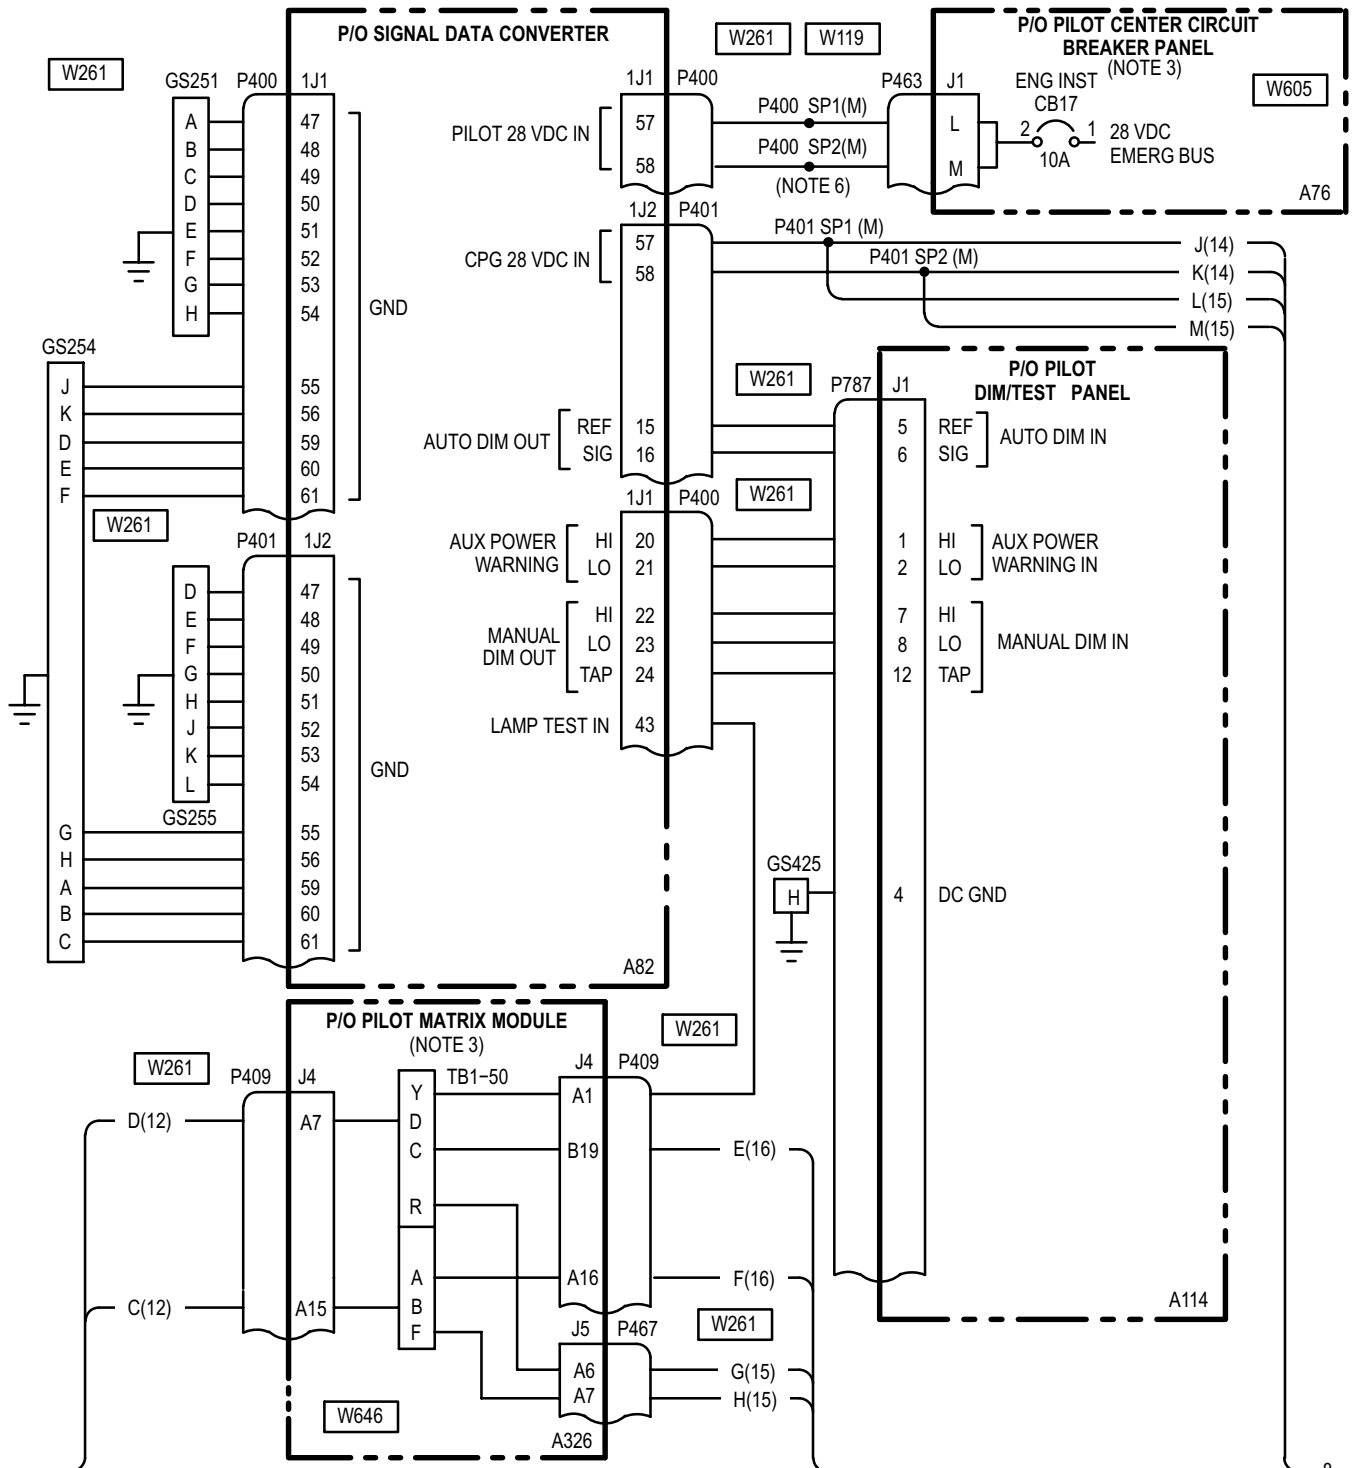 P/O SIGNAL DATA CONVERTER
W261
GS251
P400
1J1
A
47
B
48
C
49
D
50
E
51
F
52
G
53
H
54
GND
GS254
J
55
K
56
D
59
E
60
F
61
W261
P401
1J2
D
47
E
48
F
49
G
50
H
51
J
52
K
53
L
54
GND
GS255
G
55
H
56
A
59
B
60
C
61
A82
W261
W119
1J1
P400
PILOT 28 VDC IN
57
58
P400 SP1(M)
P400 SP2(M)
(NOTE 6)
P463
J1
L
M
P/O PILOT CENTER CIRCUIT
BREAKER PANEL
(NOTE 3)
ENG INST
CB17
2
1
10A
28 VDC
EMERG BUS
W605
A76
1J2
P401
CPG 28 VDC IN
57
58
P401 SP1 (M)
P401 SP2 (M)
J(14)
K(14)
L(15)
M(15)
W261
AUTO DIM OUT
REF
15
SIG
16
1J1
P400
W261
AUX POWER
WARNING
HI
20
LO
21
MANUAL
DIM OUT
HI
22
LO
23
TAP
24
LAMP TEST IN
43
P/O PILOT
DIM/TEST PANEL
P787
J1
5
REF
6
SIG
AUTO DIM IN
1
HI
2
LO
AUX POWER
WARNING IN
7
HI
8
LO
12
TAP
MANUAL DIM IN
GS425
H
4
DC GND
A114
P/O PILOT MATRIX MODULE
(NOTE 3)
W261
W261
P409
J4
TB1−50
J4
P409
D(12)
A7
Y
D
C
R
A
B
F
A1
B19
E(16)
A16
F(16)
C(12)
A15
W261
J5
P467
A6
G(15)
A7
H(15)
W646
A326